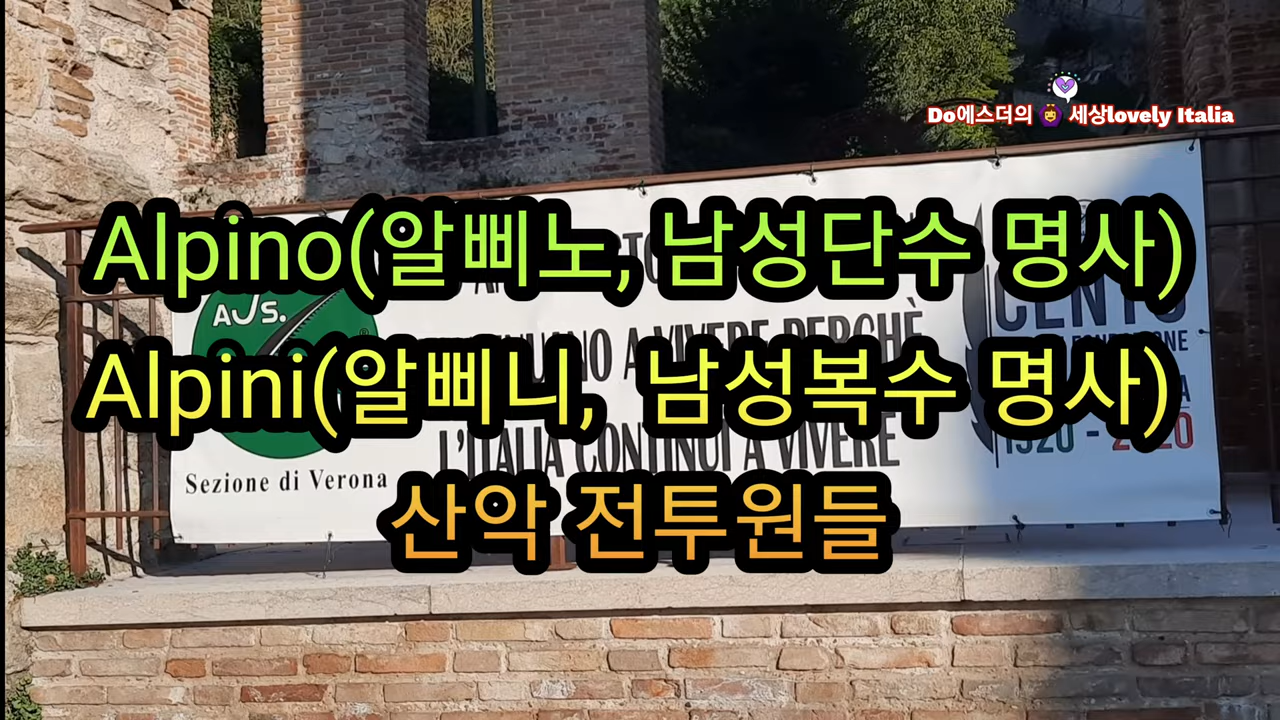 Do에스더의 세상lovely Italia
Alpino(알삐노, 남성단수 명사)
AJS.
A VIVERE PERCHÈ
CENTO
Alpini(알삐니, 남성복수 명사)
L'ITALIA CONTINUI A VIVERE
1920 - 2020
Sezione di Verona
산악 전투원들